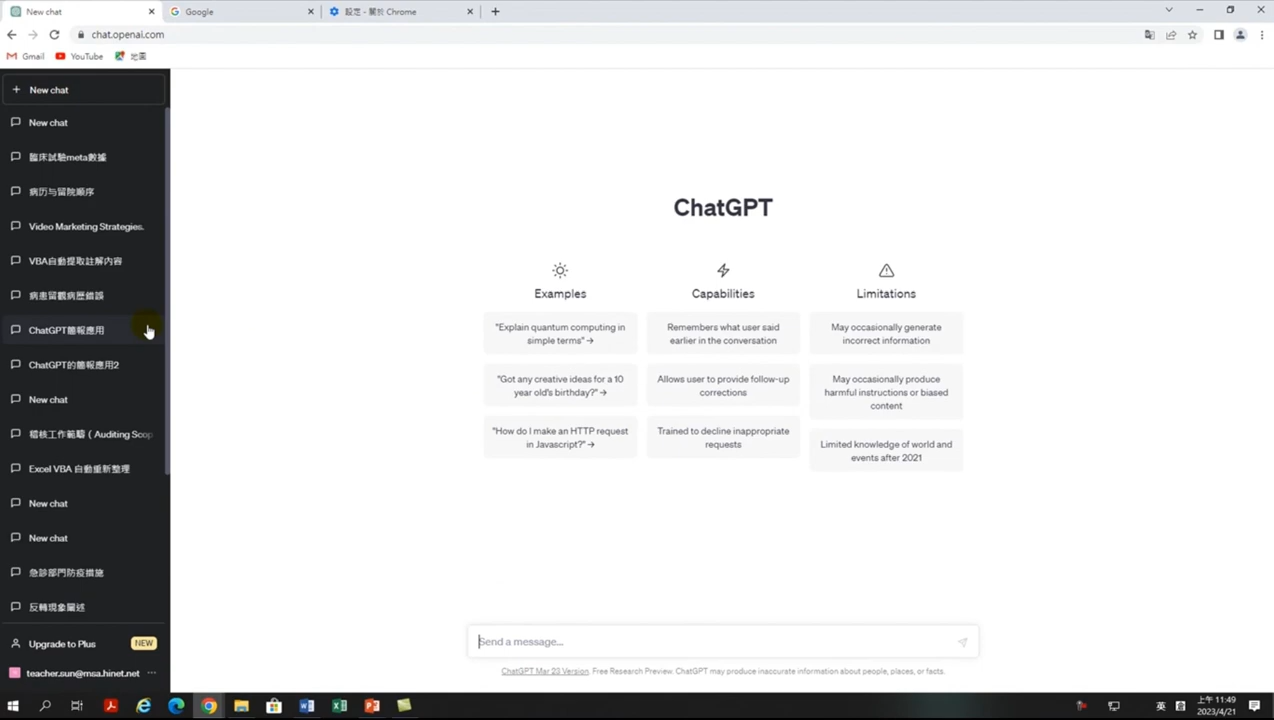 New chat
Google
設定 - 關於 Chrome
chat.openai.com
Gmail
YouTube
地圖
New chat
New chat
臨床試驗meta數據
病历与留院顺序
Video Marketing Strategies.
VBA自動提取註解內容
病患留觀病歷錯誤
ChatGPT簡報應用
ChatGPT的簡報應用2
New chat
稽核工作範疇（Auditing Scop
Excel VBA 自動重新整理
New chat
New chat
急診部門防疫措施
反轉現象闡述
Upgrade to Plus
NEW
teacher.sun@msa.hinet.net
ChatGPT
Examples
"Explain quantum computing in
simple terms" →
"Got any creative ideas for a 10
year old's birthday?" →
"How do I make an HTTP request
in Javascript?" →
Capabilities
Remembers what user said
earlier in the conversation
Allows user to provide follow-up
corrections
Trained to decline inappropriate
requests
Limitations
May occasionally generate
incorrect information
May occasionally produce
harmful instructions or biased
content
Limited knowledge of world and
events after 2021
Send a message...
ChatGPT Mar 23 Version. Free Research Preview. ChatGPT may produce inaccurate information about people, places, or facts.
英
上午 11:49
2023/4/21